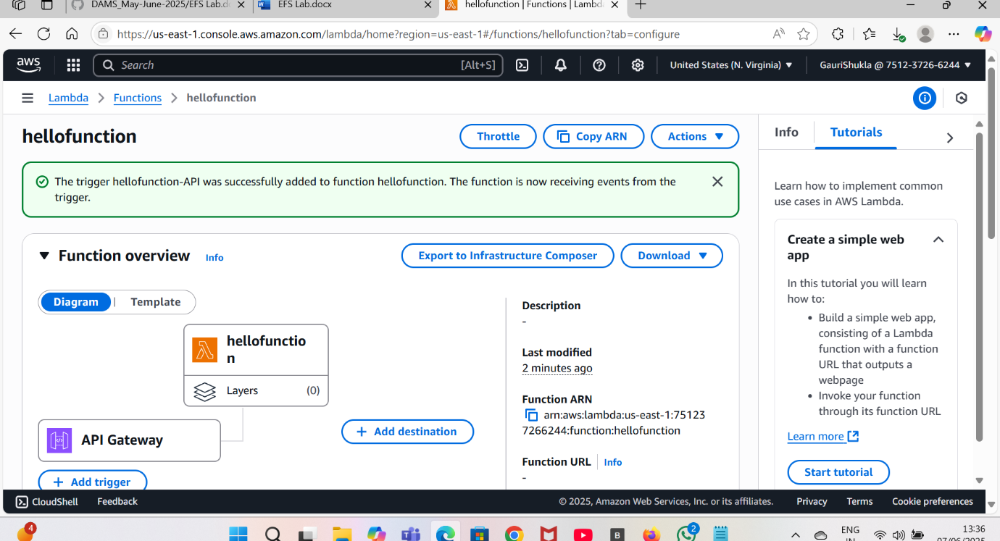 DAMS_May-June-2025/EFS Lab.d
EFS Lab.docx
hellofunction | Functions | Lambd
https://us-east-1.console.aws.amazon.com/lambda/home?region=us-east-1#/functions/hellofunction?tab=configure
aws
Search
[Alt+S]
United States (N. Virginia)
GauriShukla @ 7512-3726-6244
Lambda
Functions
hellofunction
hellofunction
Throttle
Copy ARN
Actions
The trigger hellofunction-API was successfully added to function hellofunction. The function is now receiving events from the
trigger.
Function overview
Info
Export to Infrastructure Composer
Download
Diagram
Template
hellofunctio
n
Layers
(0)
API Gateway
Add trigger
Add destination
Description
-
Last modified
2 minutes ago
Function ARN
arn:aws:lambda:us-east-1:75123
7266244:function:hellofunction
Function URL
Info
-
Info
Tutorials
Learn how to implement common
use cases in AWS Lambda.
Create a simple web
app
In this tutorial you will learn
how to:
• Build a simple web app,
consisting of a Lambda
function with a function
URL that outputs a
webpage
• Invoke your function
through its function URL
Learn more
Start tutorial
CloudShell
Feedback
© 2025, Amazon Web Services, Inc. or its affiliates.
Privacy
Terms
Cookie preferences
4
B
2
ENG
IN
13:36